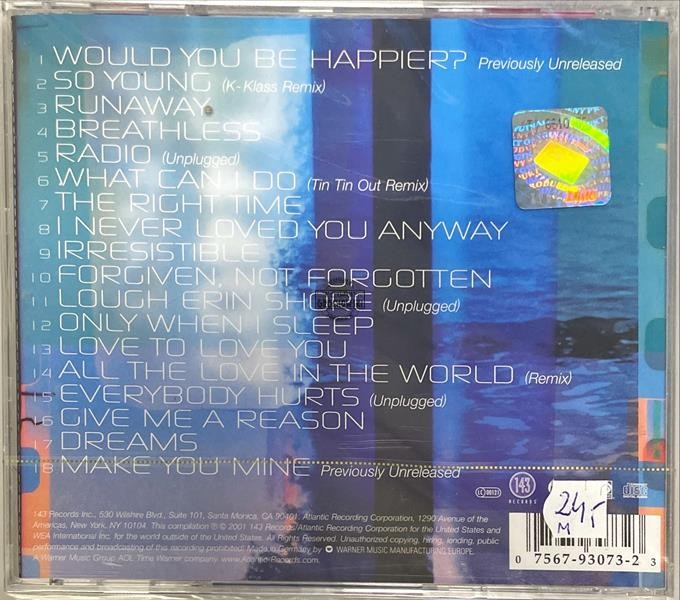 1 WOULD YOU BE HAPPIER? Previously Unreleased
2 SO YOUNG (K-Klass Remix)
3 RUNAWAY
4 BREATHLESS
5 RADIO (Unplugged)
6 WHAT CAN I DO (Tin Tin Out Remix)
7 THE RIGHT TIME
8 I NEVER LOVED YOU ANYWAY
9 IRRESISTIBLE
10 FORGIVEN, NOT FORGOTTEN
11 LOUGH ERIN SHORE (Unplugged)
12 ONLY WHEN I SLEEP
13 LOVE TO LOVE YOU
14 ALL THE LOVE IN THE WORLD (Remix)
15 EVERYBODY HURTS (Unplugged)
16 GIVE ME A REASON
17 DREAMS
18 MAKE YOU MINE Previously Unreleased
LC 00121 143 RECORDS
24,-
M
143 Records Inc., 530 Wilshire Blvd., Suite 101, Santa Monica, CA 90401, Atlantic Recording Corporation, 1290 Avenue of the
Americas, New York, NY 10104. This compilation ℗ © 2001 143 Records/Atlantic Recording Corporation for the United States and
WEA International Inc. for the world outside of the United States. All Rights Reserved. Unauthorized copying, hiring, lending, public
performance and broadcasting of this recording prohibited. Made in Germany by WARNER MUSIC MANUFACTURING EUROPE.
A Warner Music Group AOL Time Warner company. www.Atlantic-Records.com
0 7567-93073-2 3